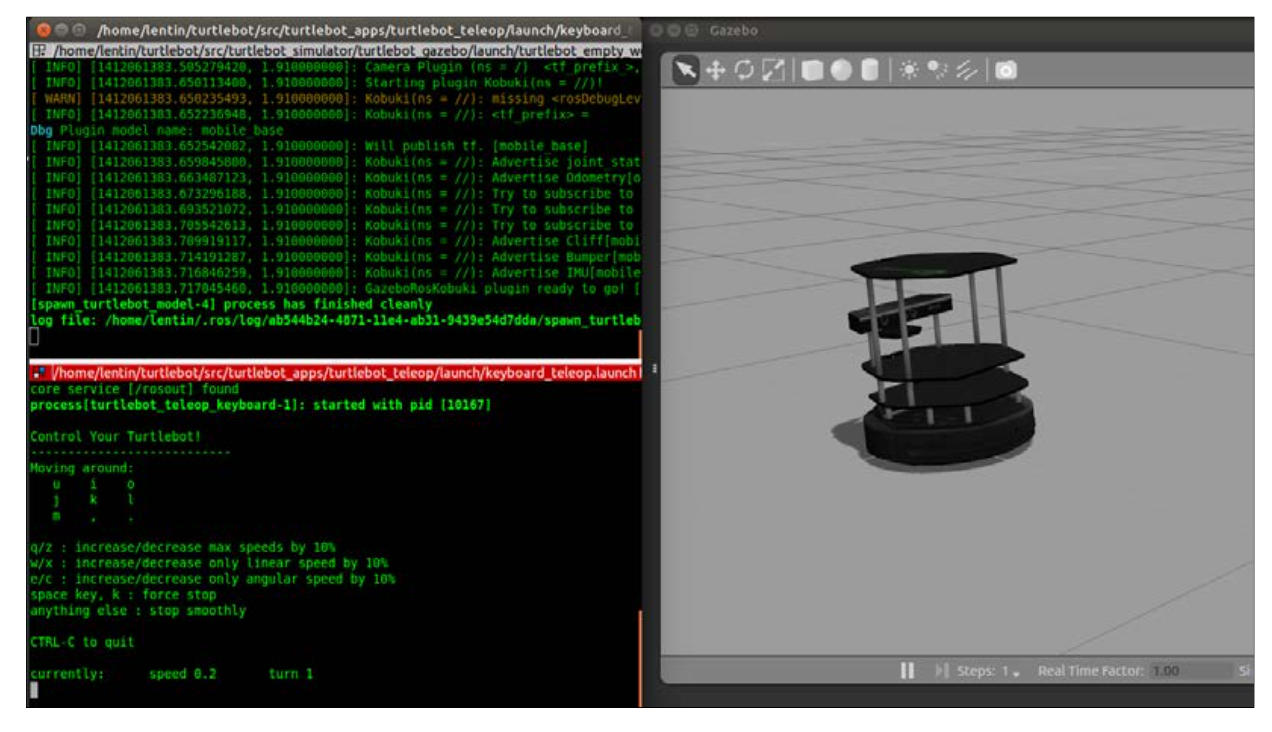 /home/lentin/turtlebot/src/turtlebot_apps/turtlebot_teleop/launch/keyboard_t
/home/lentin/turtlebot/src/turtlebot_simulator/turtlebot_gazebo/launch/turtlebot_empty_w
[ INFO] [1412061383.505279420, 1.910000000]: Camera Plugin (ns = /) <tf_prefix_>,
[ INFO] [1412061383.650113400, 1.910000000]: Starting plugin Kobuki(ns = //)!
[ WARN] [1412061383.650235493, 1.910000000]: Kobuki(ns = //): missing <rosDebugLev
[ INFO] [1412061383.652236948, 1.910000000]: Kobuki(ns = //): <tf_prefix> =
Dbg Plugin model name: mobile_base
[ INFO] [1412061383.652542082, 1.910000000]: Will publish tf. [mobile_base]
[ INFO] [1412061383.659845800, 1.910000000]: Kobuki(ns = //): Advertise joint_stat
[ INFO] [1412061383.663487123, 1.910000000]: Kobuki(ns = //): Advertise Odometry[o
[ INFO] [1412061383.673296188, 1.910000000]: Kobuki(ns = //): Try to subscribe to
[ INFO] [1412061383.693521072, 1.910000000]: Kobuki(ns = //): Try to subscribe to
[ INFO] [1412061383.705542613, 1.910000000]: Kobuki(ns = //): Try to subscribe to
[ INFO] [1412061383.709919117, 1.910000000]: Kobuki(ns = //): Advertise Cliff[mobi
[ INFO] [1412061383.714191287, 1.910000000]: Kobuki(ns = //): Advertise Bumper[mob
[ INFO] [1412061383.716846259, 1.910000000]: Kobuki(ns = //): Advertise IMU[mobile
[ INFO] [1412061383.717045460, 1.910000000]: GazeboRosKobuki plugin ready to go! [
[spawn_turtlebot_model-4] process has finished cleanly
log file: /home/lentin/.ros/log/ab544b24-4871-11e4-ab31-9439e54d7dda/spawn_turtleb
/home/lentin/turtlebot/src/turtlebot_apps/turtlebot_teleop/launch/keyboard_teleop.launch
core service [/rosout] found
process[turtlebot_teleop_keyboard-1]: started with pid [10167]
Control Your Turtlebot!
---------------------------
Moving around:
u i o
j k l
m , .
q/z : increase/decrease max speeds by 10%
w/x : increase/decrease only linear speed by 10%
e/c : increase/decrease only angular speed by 10%
space key, k : force stop
anything else : stop smoothly
CTRL-C to quit
currently: speed 0.2 turn 1
Gazebo
Steps: 1 Real Time Factor: 1.00 Si